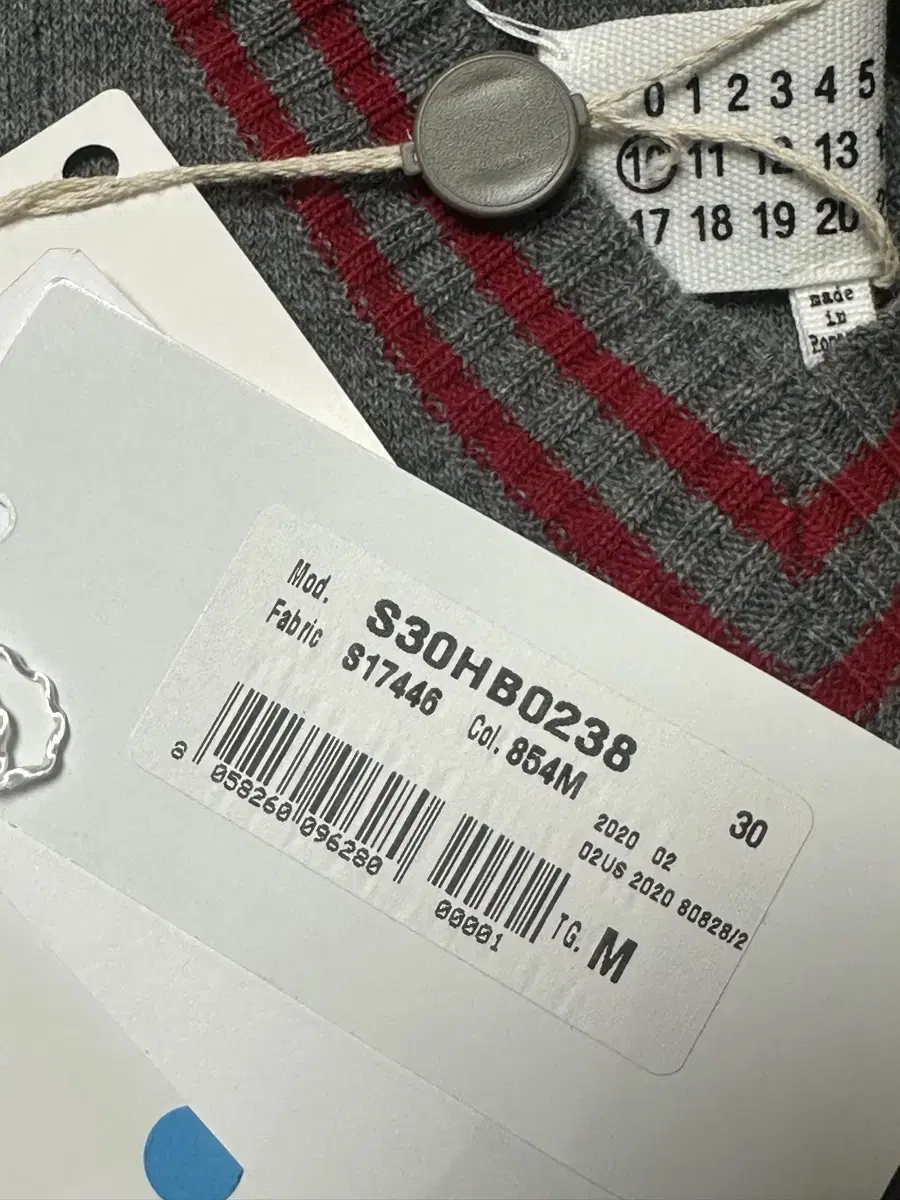 0 1 2 3 4 5
10 11 12 13
17 18 19 20
made
in
Mod. S30HB0238
Fabric S17446 Col. 854M
30
2020 02
02US 2020 80828/2
8 058260 096280
00001
TG. M